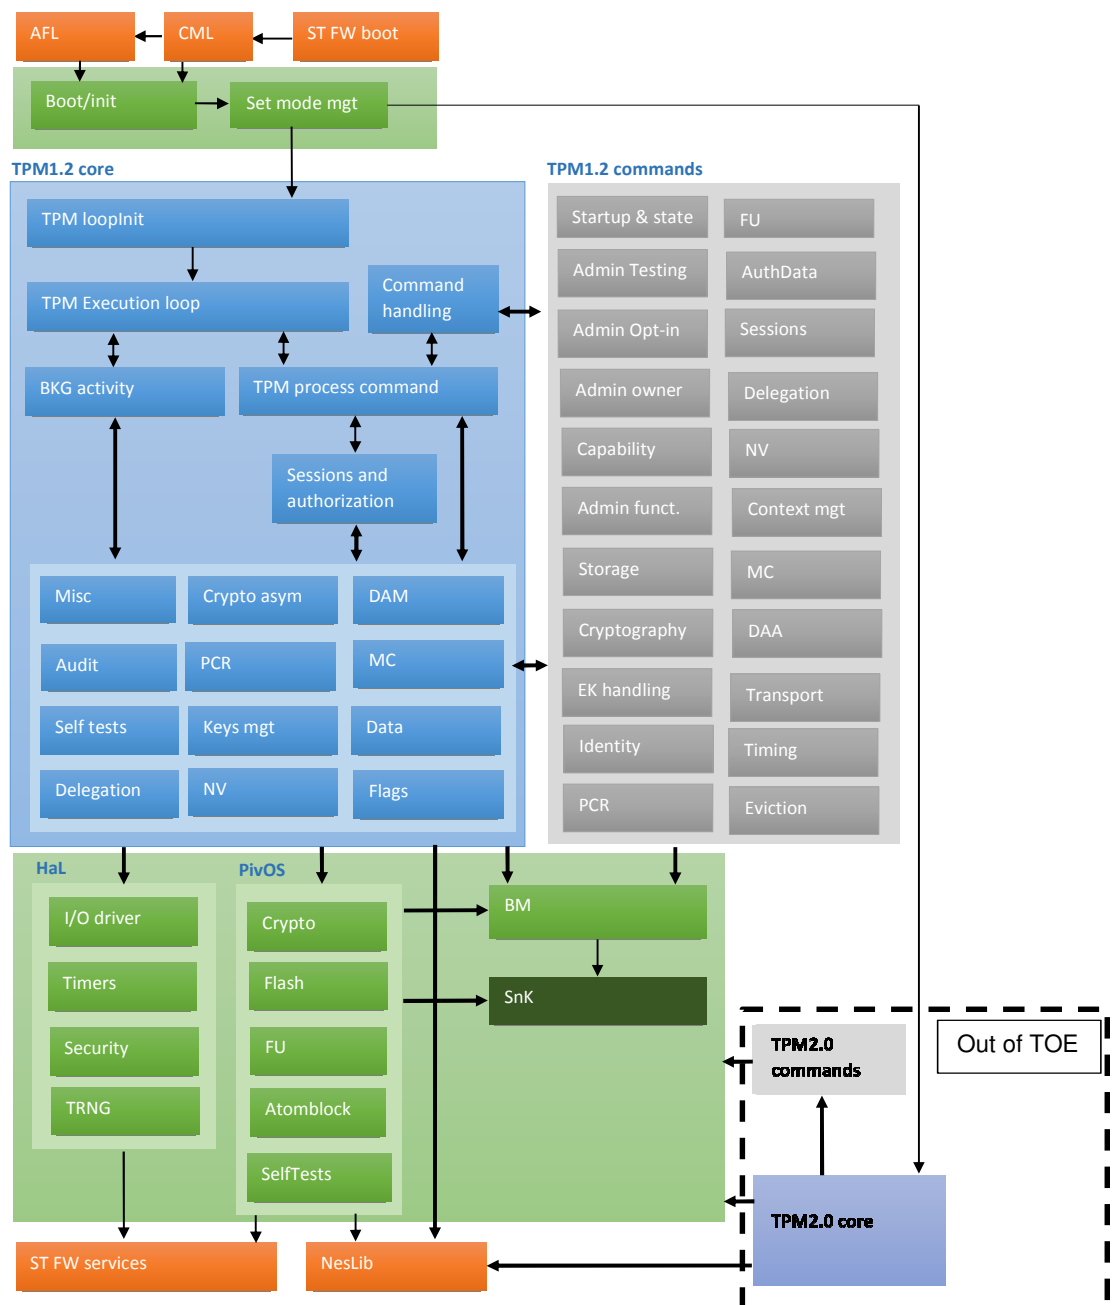 AFL
CML
ST FW boot
Boot/init
Set mode mgt
TPM1.2 core
TPM1.2 commands
TPM loopInit
TPM Execution loop
Command
handling
BKG activity
TPM process command
Sessions and
authorization
Misc
Crypto asym
DAM
Audit
PCR
MC
Self tests
Keys mgt
Data
Delegation
NV
Flags
Startup & state
FU
Admin Testing
AuthData
Admin Opt-in
Sessions
Admin owner
Delegation
Capability
NV
Admin funct.
Context mgt
Storage
MC
Cryptography
DAA
EK handling
Transport
Identity
Timing
PCR
Eviction
HaL
PivOS
I/O driver
Timers
Security
TRNG
Crypto
Flash
FU
Atomblock
SelfTests
BM
SnK
Out of TOE
TPM2.0
commands
TPM2.0 core
ST FW services
NesLib